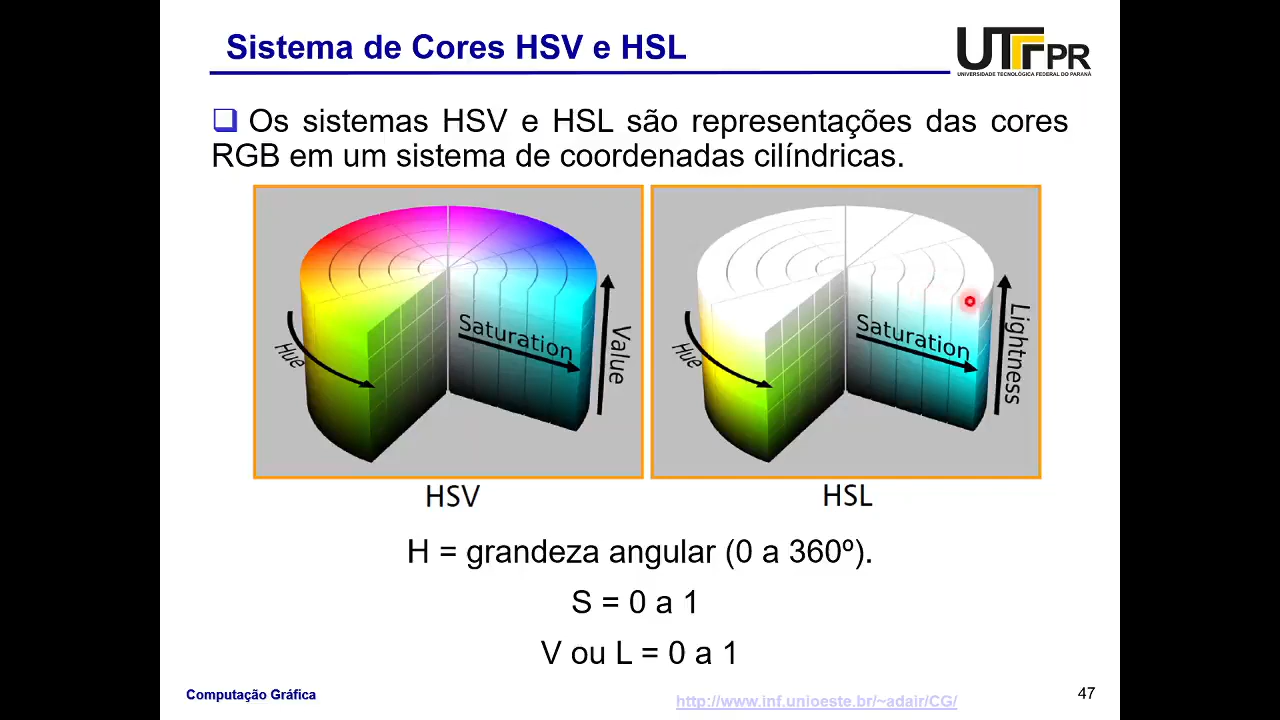 Sistema de Cores HSV e HSL
UTFPR
UNIVERSIDADE TECNOLÓGICA FEDERAL DO PARANÁ
Os sistemas HSV e HSL são representações das cores
RGB em um sistema de coordenadas cilíndricas.
Hue
Saturation
Value
HSV
Hue
Saturation
Lightness
HSL
H = grandeza angular (0 a 360º).
S = 0 a 1
V ou L = 0 a 1
Computação Gráfica
http://www.inf.unioeste.br/~adair/CG/
47